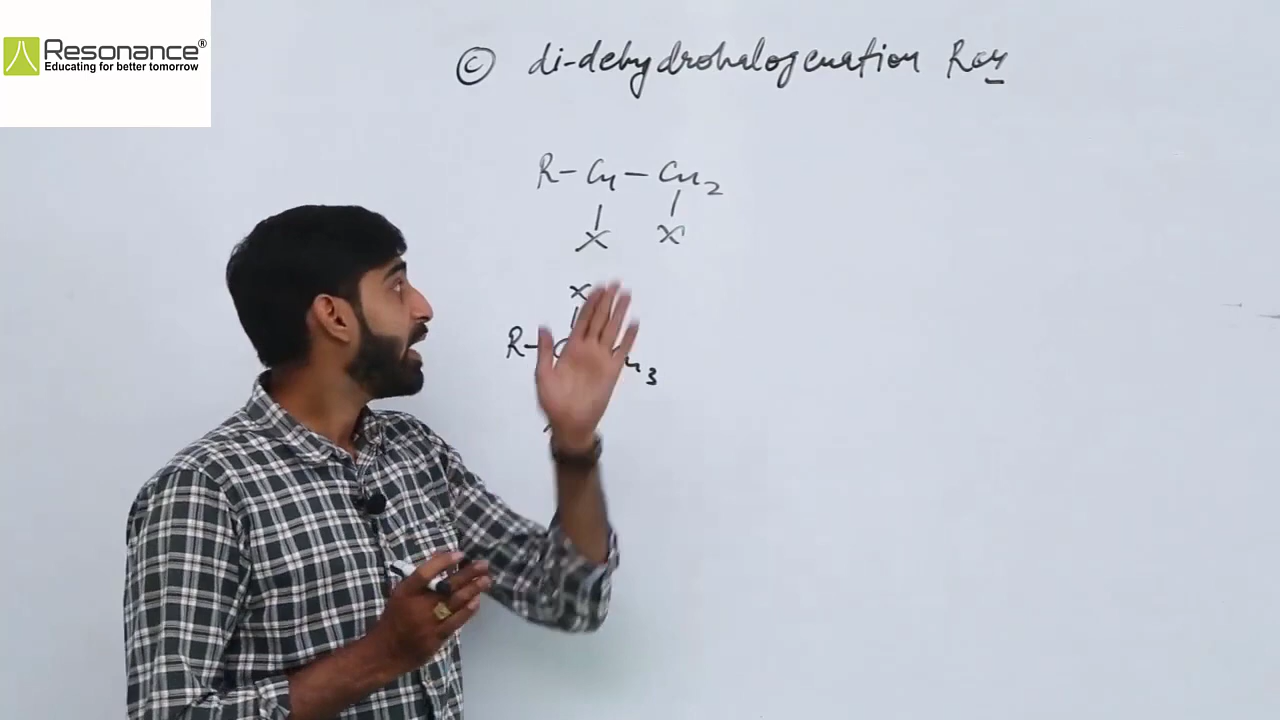 Resonance®
Educating for better tomorrow
© di-dehydrohalogenation Rxn
R-CH-CH2
X X
X
R-
3